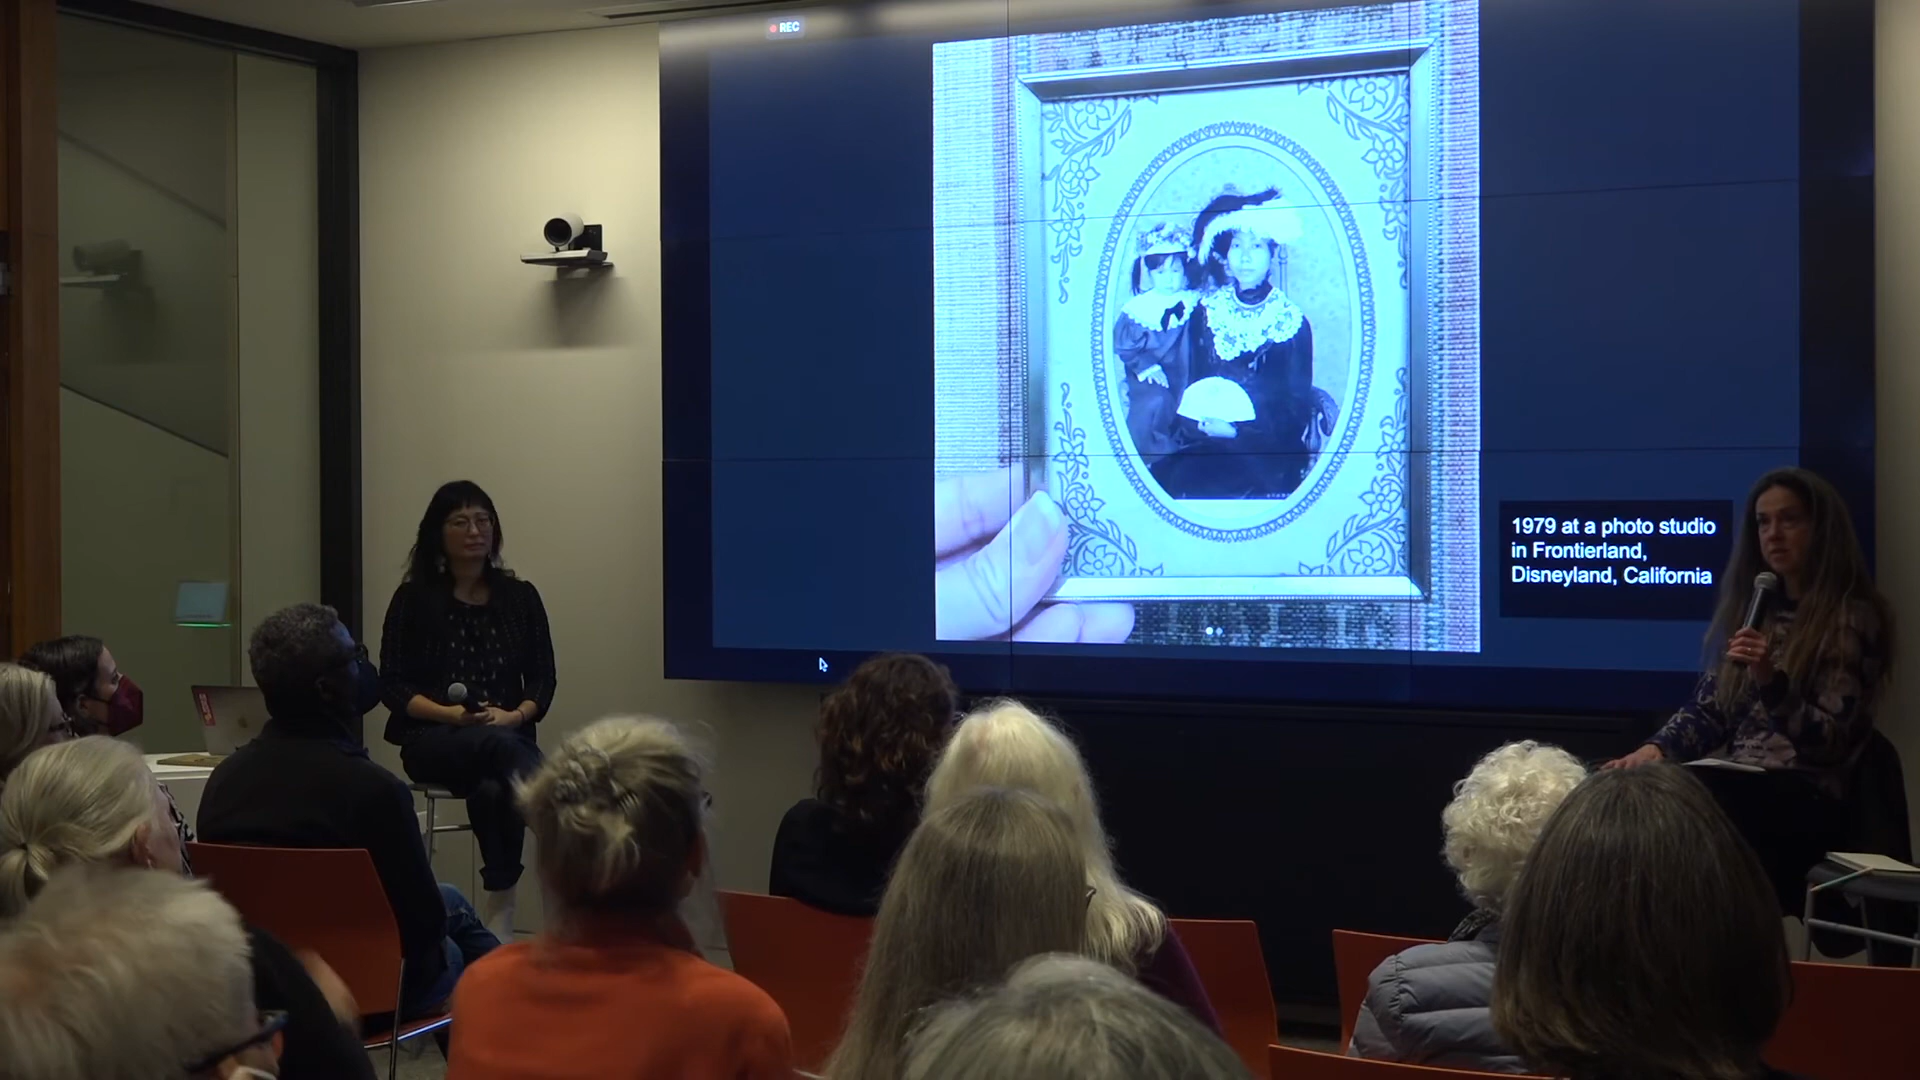 REC
1979 at a photo studio
in Frontierland,
Disneyland, California